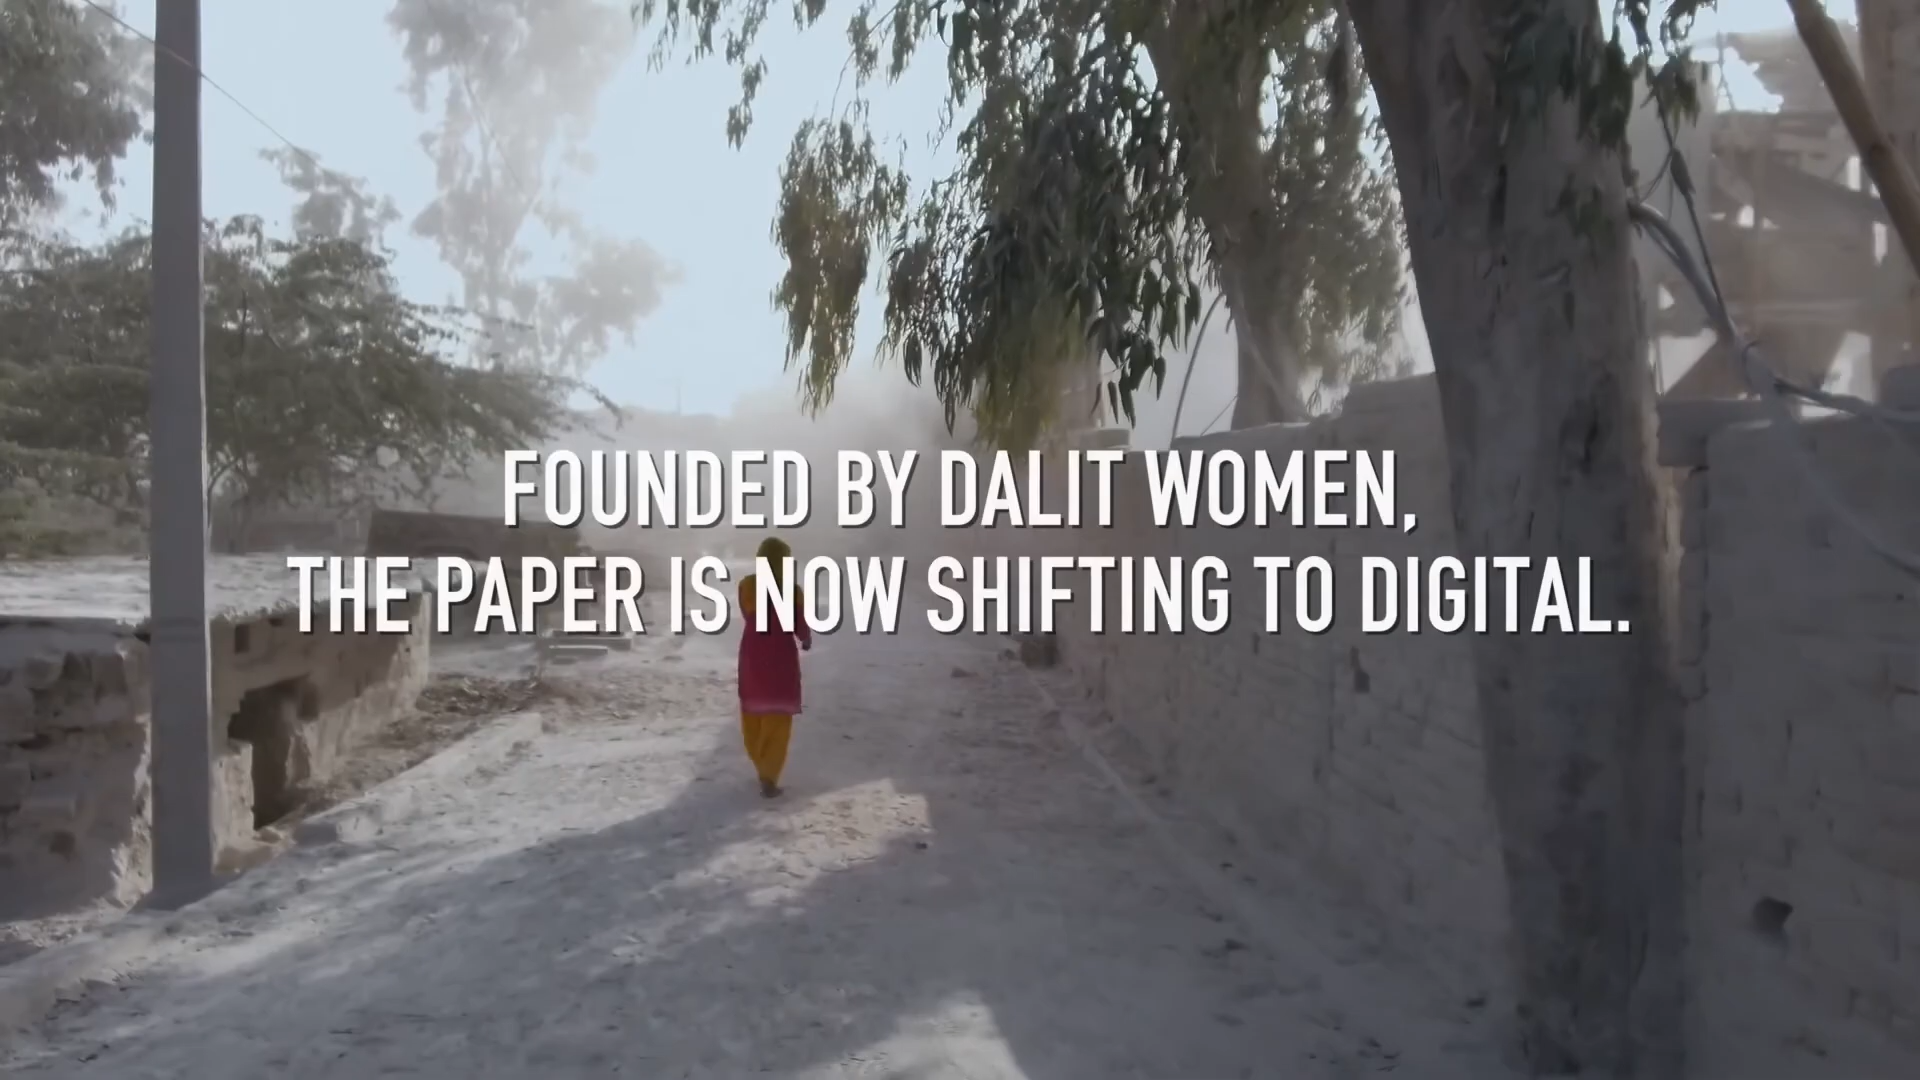 FOUNDED BY DALIT WOMEN,
THE PAPER IS NOW SHIFTING TO DIGITAL.